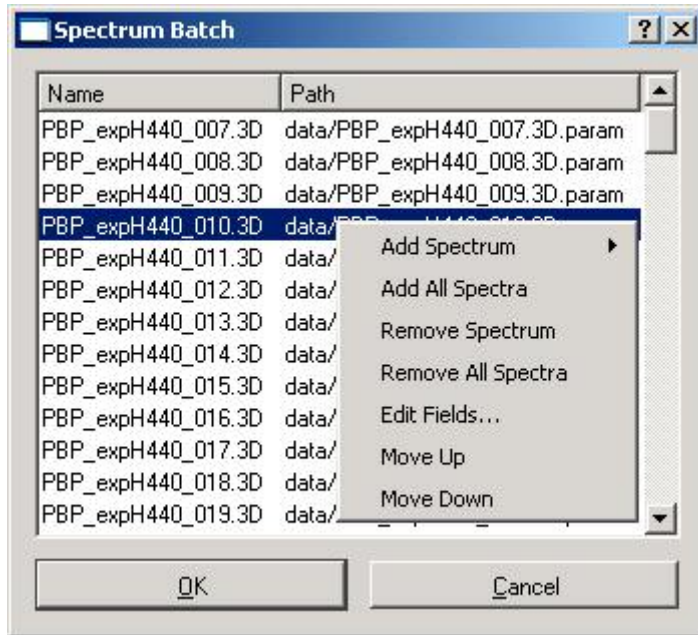 Spectrum Batch
Name Path
PBP_expH440_007.3D data/PBP_expH440_007.3D.param
PBP_expH440_008.3D data/PBP_expH440_008.3D.param
PBP_expH440_009.3D data/PBP_expH440_009.3D.param
PBP_expH440_010.3D data/
Add Spectrum
PBP_expH440_011.3D data/
Add All Spectra
PBP_expH440_012.3D data/
PBP_expH440_013.3D data/
Remove Spectrum
PBP_expH440_014.3D data/
Remove All Spectra
PBP_expH440_015.3D data/
PBP_expH440_016.3D data/
Edit Fields...
PBP_expH440_017.3D data/
Move Up
PBP_expH440_018.3D data/
Move Down
PBP_expH440_019.3D data/
OK Cancel